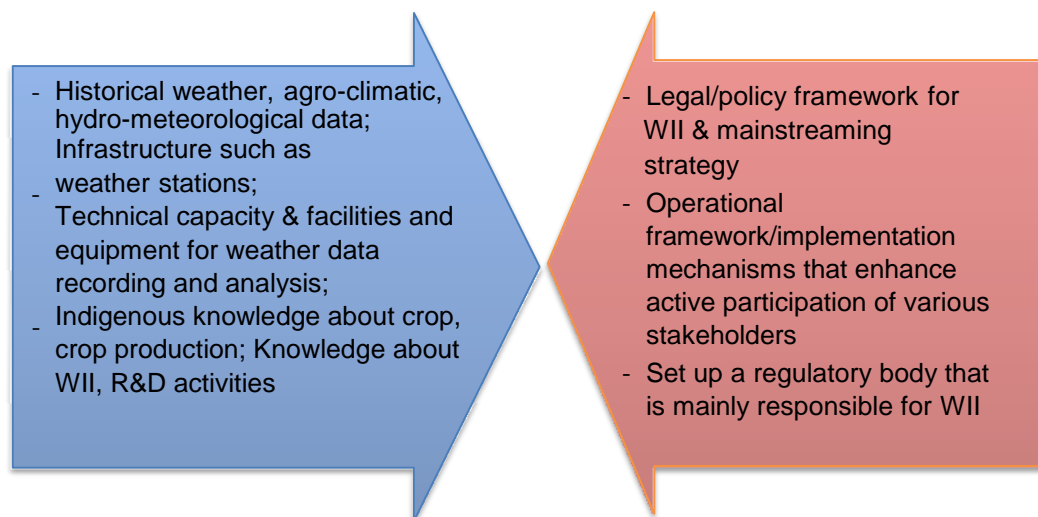 - Historical weather, agro-climatic,
hydro-meteorological data;
Infrastructure such as
- weather stations;
Technical capacity & facilities and
equipment for weather data
recording and analysis;
- Indigenous knowledge about crop,
crop production; Knowledge about
WII, R&D activities
- Legal/policy framework for
WII & mainstreaming
strategy
- Operational
framework/implementation
mechanisms that enhance
active participation of various
stakeholders
- Set up a regulatory body that
is mainly responsible for WII